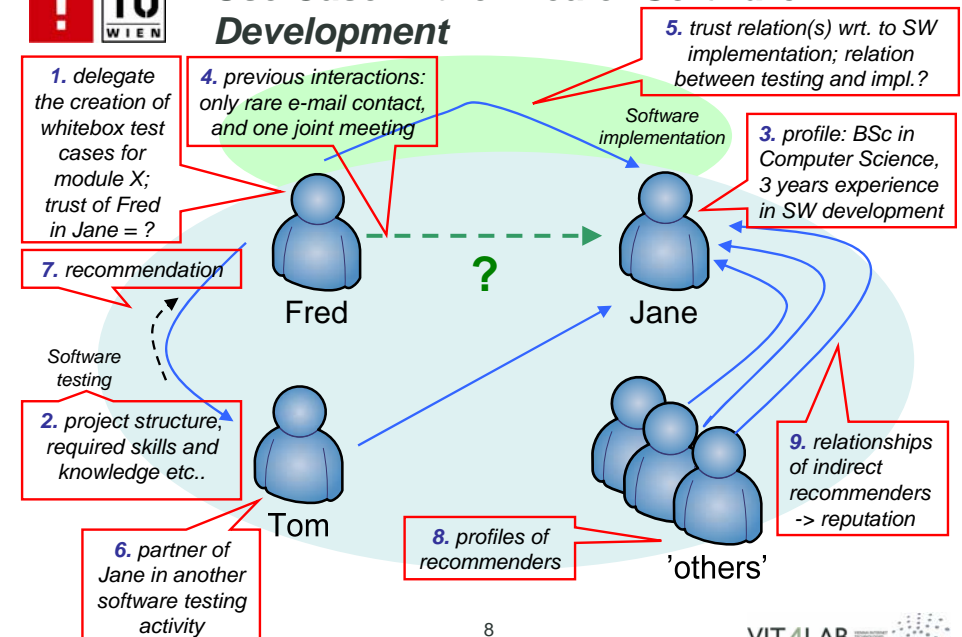 TU
WIEN
Development
1. delegate
the creation of
whitebox test
cases for
module X;
trust of Fred
in Jane = ?
4. previous interactions:
only rare e-mail contact,
and one joint meeting
5. trust relation(s) wrt. to SW
implementation; relation
between testing and impl.?
Software
implementation
3. profile: BSc in
Computer Science,
3 years experience
in SW development
7. recommendation
?
Fred
Jane
Software
testing
2. project structure,
required skills and
knowledge etc..
9. relationships
of indirect
recommenders
-> reputation
Tom
6. partner of
Jane in another
software testing
activity
8. profiles of
recommenders
'others'
8